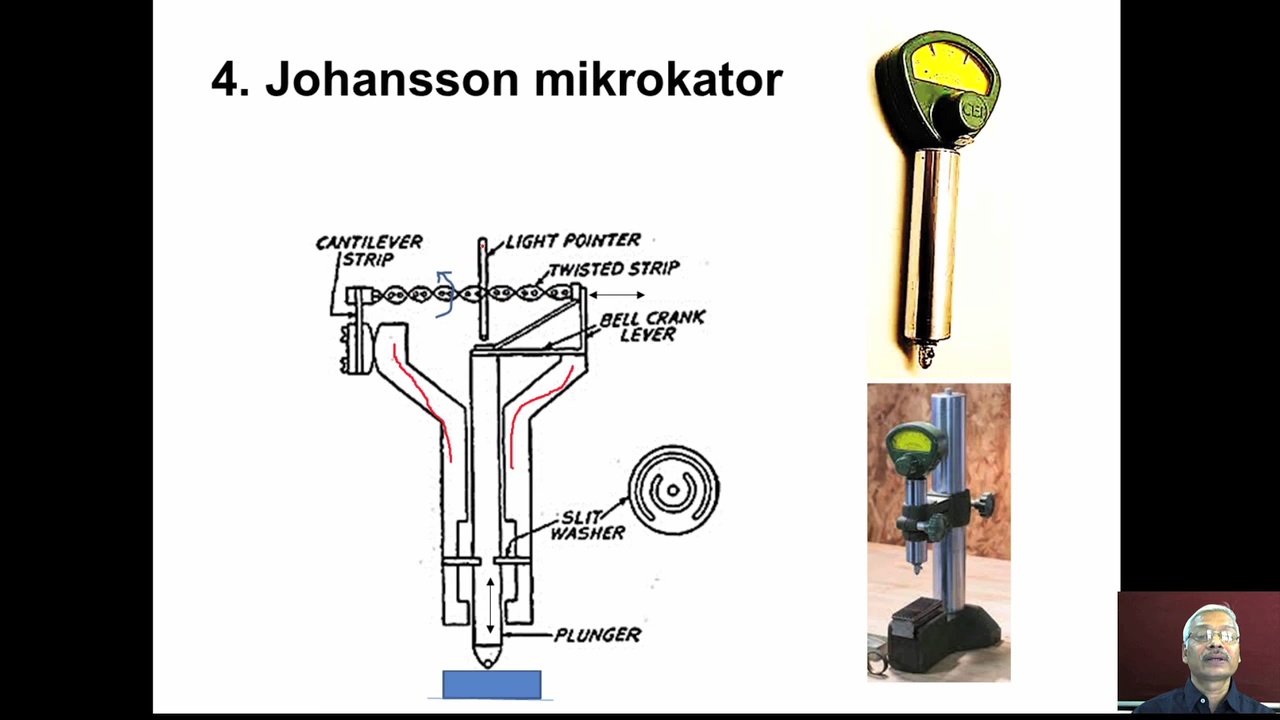 4. Johansson mikrokator
CANTILEVER
STRIP
LIGHT POINTER
TWISTED STRIP
BELL CRANK
LEVER
SLIT
WASHER
PLUNGER